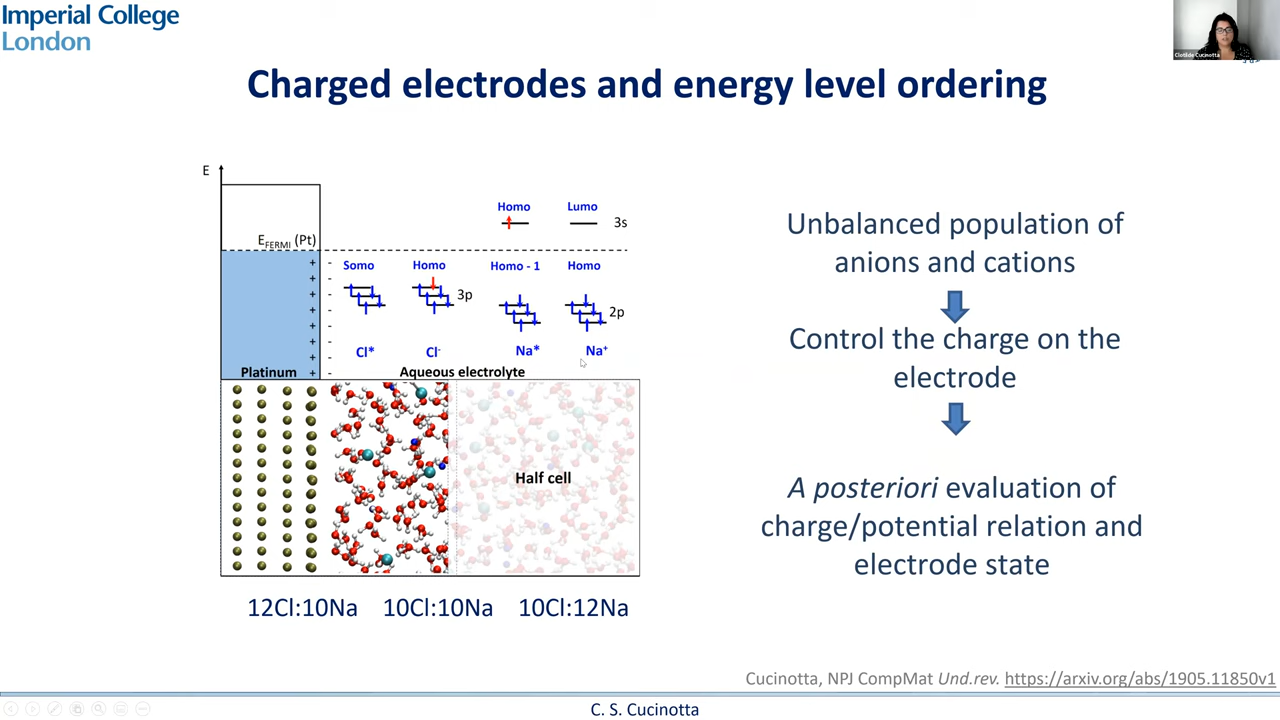 Imperial College
London
Clotilde Cucinotta
Charged electrodes and energy level ordering
E
Homo
Lumo
3s
EFERMI (Pt)
Somo
Homo
Homo - 1
Homo
3p
2p
Cl*
Cl-
Na*
Na+
Platinum
Aqueous electrolyte
+ -
+ -
+ -
+ -
+ -
+ -
+ -
+ -
Half cell
12Cl:10Na 10Cl:10Na 10Cl:12Na
Unbalanced population of
anions and cations
Control the charge on the
electrode
A posteriori evaluation of
charge/potential relation and
electrode state
Cucinotta, NPJ CompMat Und.rev. https://arxiv.org/abs/1905.11850v1
C. S. Cucinotta